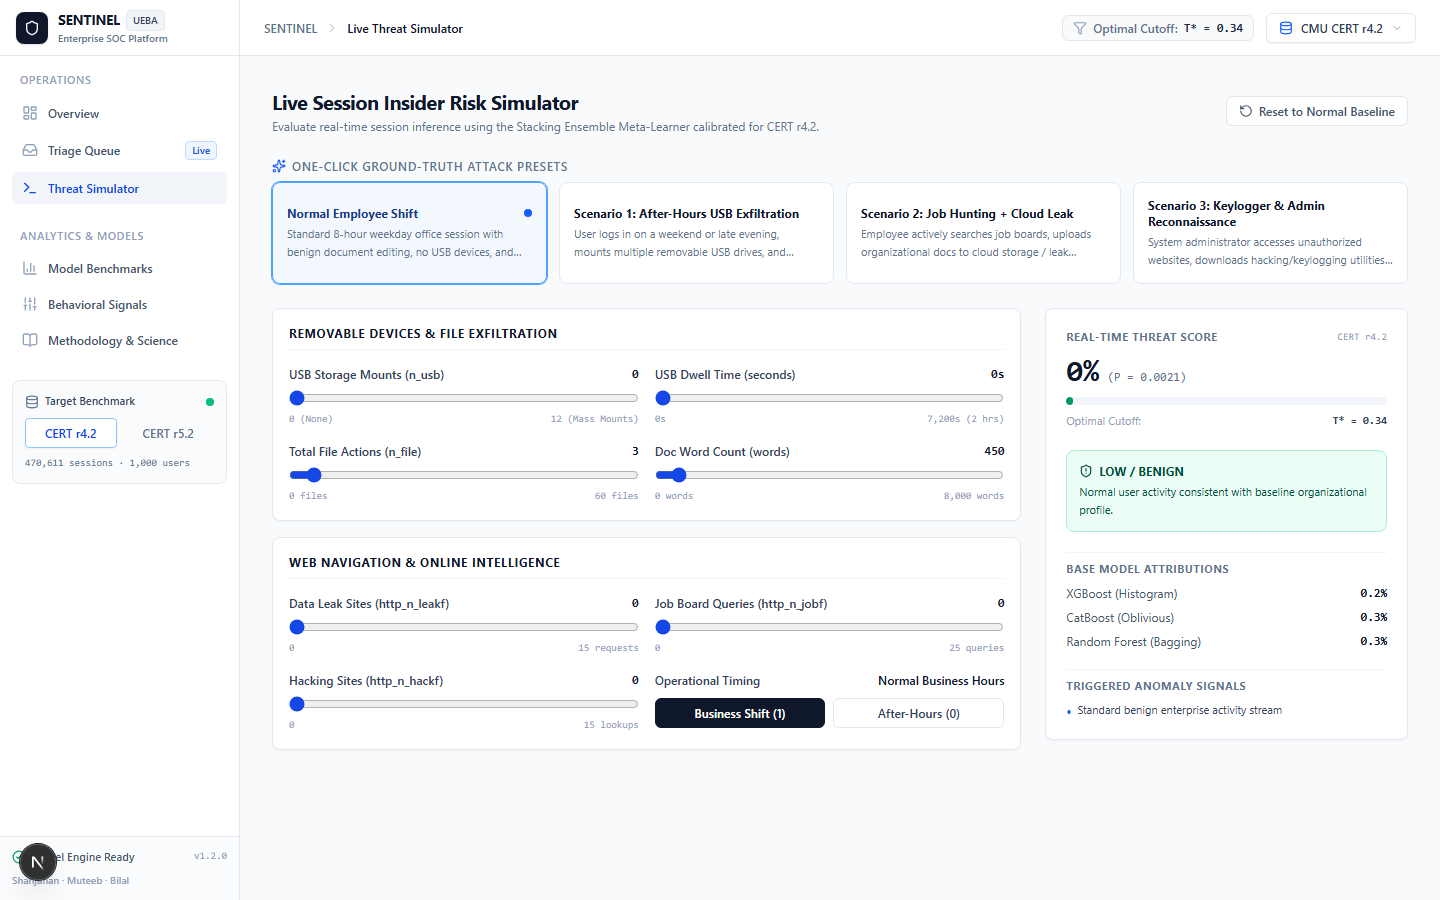 SENTINEL UEBA
Enterprise SOC Platform
SENTINEL > Live Threat Simulator
Optimal Cutoff: T* = 0.34
CMU CERT r4.2
OPERATIONS
Overview
Triage Queue Live
Threat Simulator
ANALYTICS & MODELS
Model Benchmarks
Behavioral Signals
Methodology & Science
Target Benchmark
CERT r4.2 CERT r5.2
470,611 sessions · 1,000 users
Engine Ready v1.2.0
N
· Muteeb · Bilal
Live Session Insider Risk Simulator
Evaluate real-time session inference using the Stacking Ensemble Meta-Learner calibrated for CERT r4.2.
Reset to Normal Baseline
ONE-CLICK GROUND-TRUTH ATTACK PRESETS
Normal Employee Shift
Standard 8-hour weekday office session with
benign document editing, no USB devices, and...
Scenario 1: After-Hours USB Exfiltration
User logs in on a weekend or late evening,
mounts multiple removable USB drives, and...
Scenario 2: Job Hunting + Cloud Leak
Employee actively searches job boards, uploads
organizational docs to cloud storage / leak...
Scenario 3: Keylogger & Admin
Reconnaissance
System administrator accesses unauthorized
websites, downloads hacking/keylogging utilities...
REMOVABLE DEVICES & FILE EXFILTRATION
USB Storage Mounts (n_usb) 0
0 (None) 12 (Mass Mounts)
USB Dwell Time (seconds) 0s
0s 7,200s (2 hrs)
Total File Actions (n_file) 3
0 files 60 files
Doc Word Count (words) 450
0 words 8,000 words
WEB NAVIGATION & ONLINE INTELLIGENCE
Data Leak Sites (http_n_leakf) 0
0 15 requests
Job Board Queries (http_n_jobf) 0
0 25 queries
Hacking Sites (http_n_hackf) 0
0 15 lookups
Operational Timing Normal Business Hours
Business Shift (1) After-Hours (0)
REAL-TIME THREAT SCORE CERT r4.2
0% (P = 0.0021)
Optimal Cutoff: T* = 0.34
LOW / BENIGN
Normal user activity consistent with baseline organizational
profile.
BASE MODEL ATTRIBUTIONS
XGBoost (Histogram) 0.2%
CatBoost (Oblivious) 0.3%
Random Forest (Bagging) 0.3%
TRIGGERED ANOMALY SIGNALS
• Standard benign enterprise activity stream